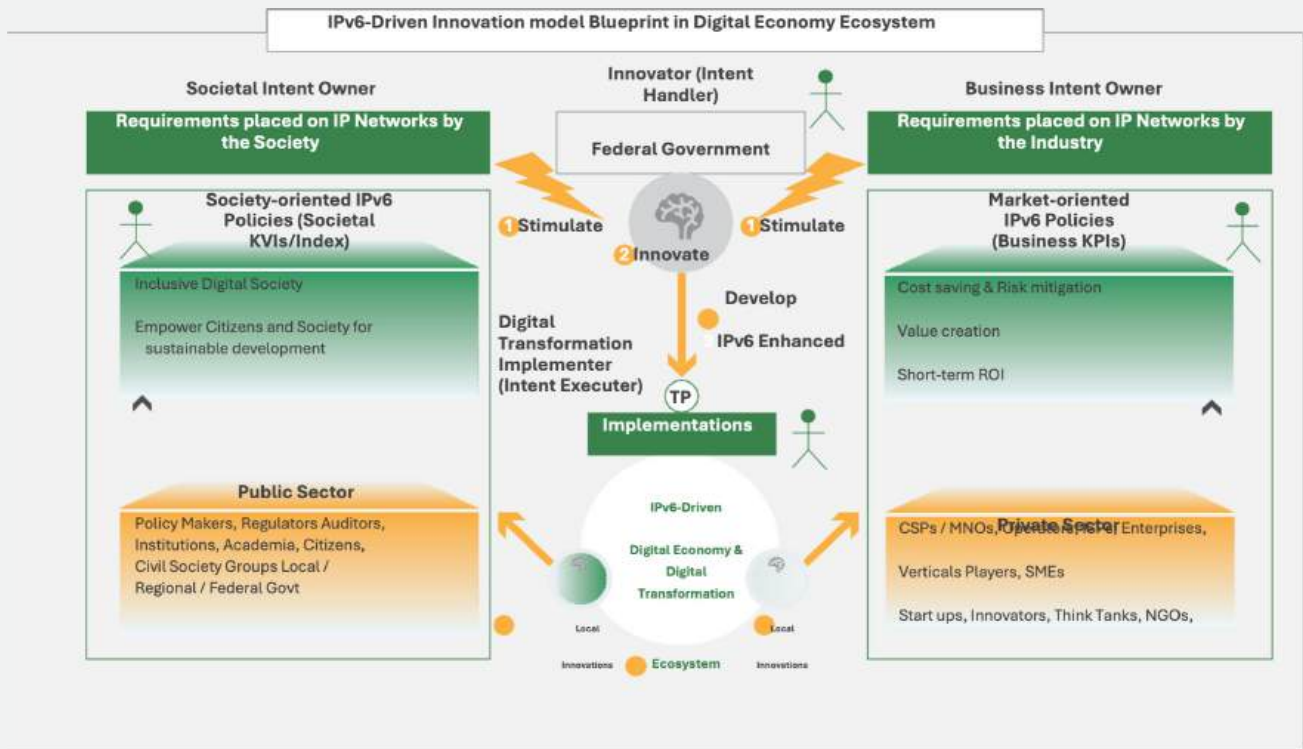 IPv6-Driven Innovation model Blueprint in Digital Economy Ecosystem
Societal Intent Owner
Requirements placed on IP Networks by
the Society
Society-oriented IPv6
Policies (Societal
KVIs/Index)
Inclusive Digital Society
Empower Citizens and Society for
sustainable development
Public Sector
Policy Makers, Regulators Auditors,
Institutions, Academia, Citizens,
Civil Society Groups Local /
Regional / Federal Govt
Innovator (Intent
Handler)
Federal Government
1 Stimulate
1 Stimulate
2 Innovate
Develop
IPv6 Enhanced
Digital
Transformation
Implementer
(Intent Executer)
TP
Implementations
IPv6-Driven
Digital Economy &
Digital
Transformation
Local
Innovations
Ecosystem
Local
Innovations
Business Intent Owner
Requirements placed on IP Networks by
the Industry
Market-oriented
IPv6 Policies
(Business KPIs)
Cost saving & Risk mitigation
Value creation
Short-term ROI
Private Sector
CSPs / MNOs, Enterprises,
Verticals Players, SMEs
Start ups, Innovators, Think Tanks, NGOs,